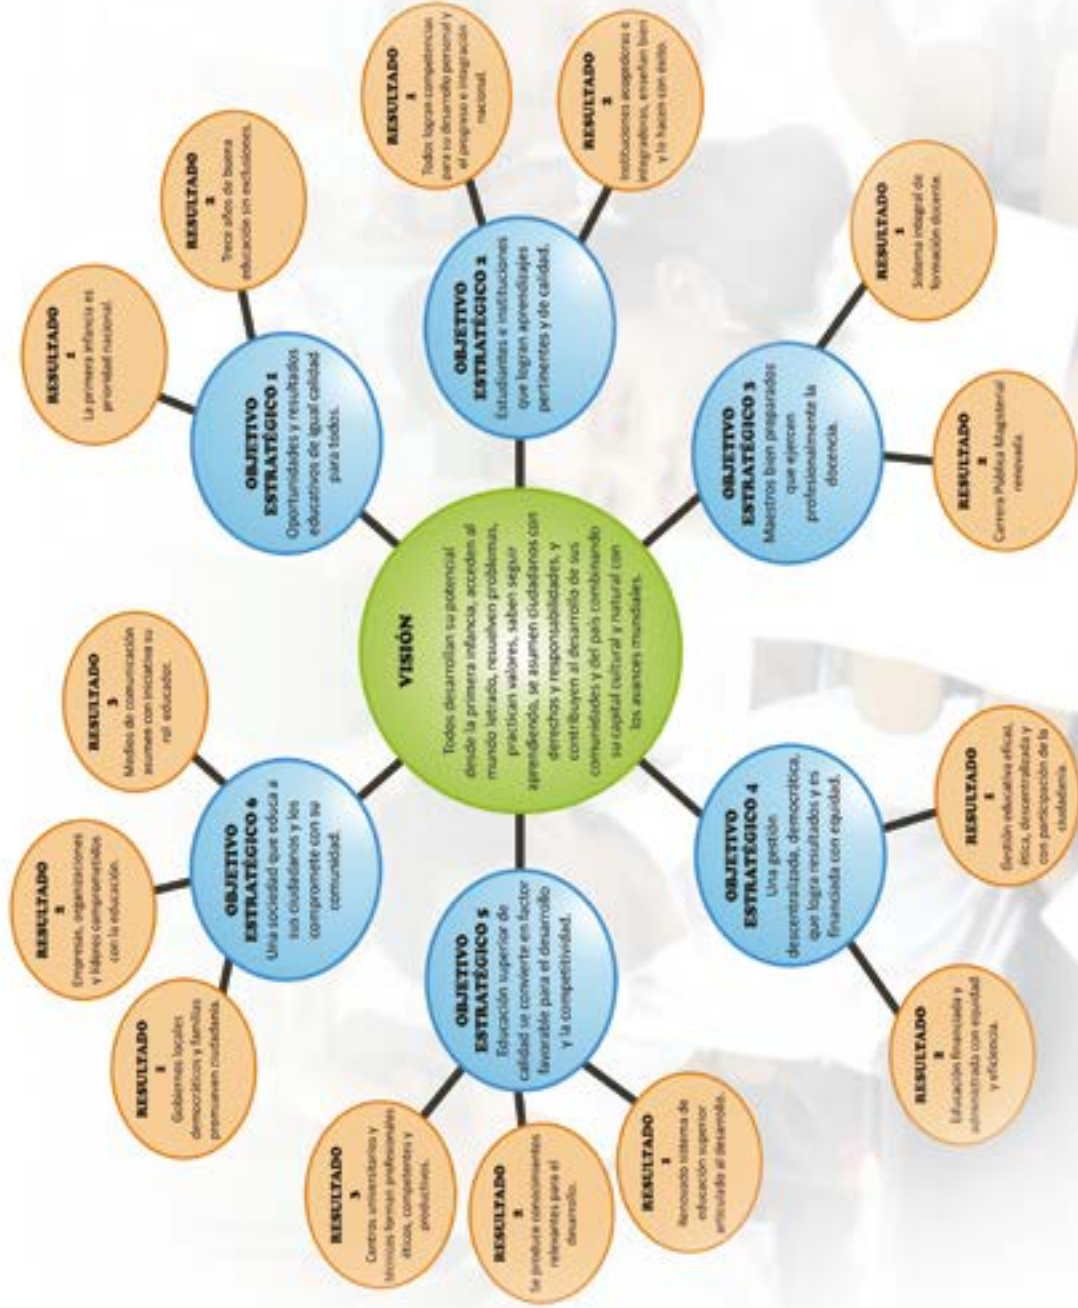 VISIÓN
Todos desarrollan su potencial
desde la primera infancia, acceden al
mundo letrado, resuelven problemas,
practican valores, saben seguir
aprendiendo, se asumen ciudadanos con
derechos y responsabilidades, y
contribuyen al desarrollo de sus
comunidades y del país combinando
su capital cultural y natural con
los avances mundiales.
OBJETIVO
ESTRATÉGICO 1
Oportunidades y resultados
educativos de igual calidad
para todos.
RESULTADO
1
La primera infancia es
prioridad nacional.
RESULTADO
2
Trece años de buena
educación sin exclusiones.
OBJETIVO
ESTRATÉGICO 2
Estudiantes e instituciones
que logran aprendizajes
pertinentes y de calidad.
RESULTADO
1
Todos logran competencias
para su desarrollo personal y
el progreso e integración
nacional.
RESULTADO
2
Instituciones acogedoras e
integradoras, enseñan bien
y lo hacen con éxito.
OBJETIVO
ESTRATÉGICO 3
Maestros bien preparados
que ejercen
profesionalmente la
docencia.
RESULTADO
1
Sistema integral de
formación docente.
RESULTADO
2
Carrera Pública Magisterial
renovada.
OBJETIVO
ESTRATÉGICO 4
Una gestión
descentralizada, democrática,
que logra resultados y es
financiada con equidad.
RESULTADO
1
Gestión educativa eficaz,
ética, descentralizada y
con participación de la
ciudadanía.
RESULTADO
2
Educación financiada y
administrada con equidad
y eficiencia.
OBJETIVO
ESTRATÉGICO 5
Educación superior de
calidad se convierte en factor
favorable para el desarrollo
y la competitividad.
RESULTADO
1
Renovado sistema de
educación superior
articulado al desarrollo.
RESULTADO
2
Se produce conocimientos
relevantes para el
desarrollo.
RESULTADO
3
Centros universitarios y
técnicos forman profesionales
éticos, competentes y
productivos.
OBJETIVO
ESTRATÉGICO 6
Una sociedad que educa a
sus ciudadanos y los
compromete con su
comunidad.
RESULTADO
1
Gobiernos locales
democráticos y familias
promueven ciudadanía.
RESULTADO
2
Empresas, organizaciones
y líderes comprometidos
con la educación.
RESULTADO
3
Medios de comunicación
asumen con iniciativa su
rol educador.